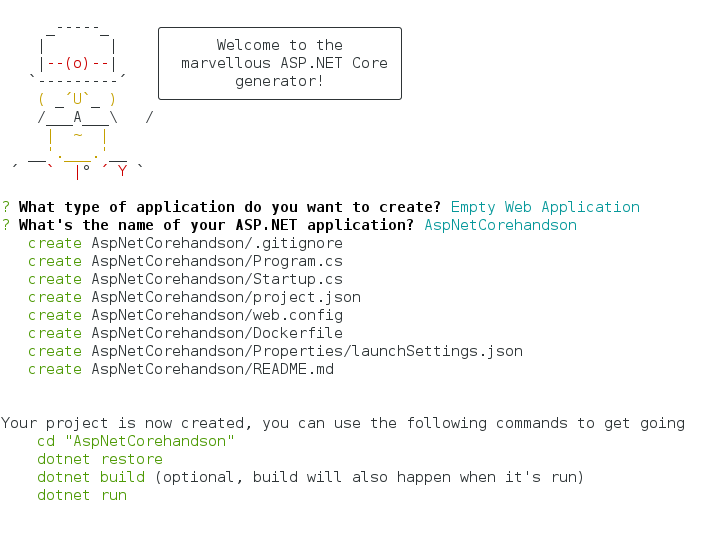 Welcome to the
marvellous ASP.NET Core
generator!
? What type of application do you want to create? Empty Web Application
? What's the name of your ASP.NET application? AspNetCorehandson
create AspNetCorehandson/.gitignore
create AspNetCorehandson/Program.cs
create AspNetCorehandson/Startup.cs
create AspNetCorehandson/project.json
create AspNetCorehandson/web.config
create AspNetCorehandson/Dockerfile
create AspNetCorehandson/Properties/launchSettings.json
create AspNetCorehandson/README.md
Your project is now created, you can use the following commands to get going
cd "AspNetCorehandson"
dotnet restore
dotnet build (optional, build will also happen when it's run)
dotnet run